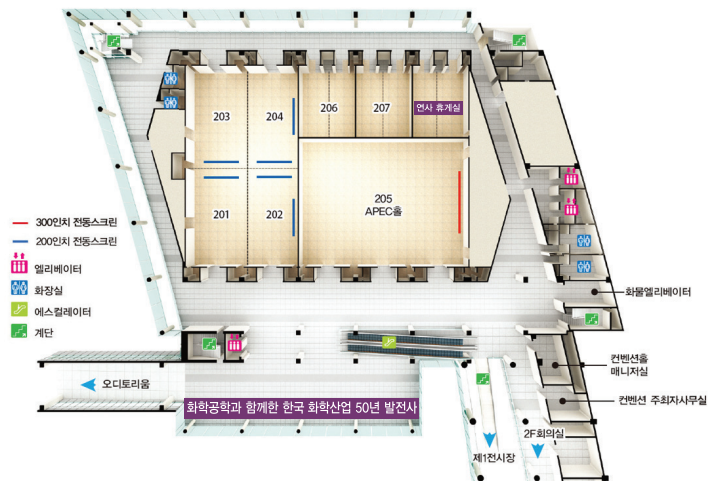 203
204
206
207
연사 휴게실
205
APEC홀
201
202
300인치 전동스크린
200인치 전동스크린
엘리베이터
화장실
에스컬레이터
계단
화물엘리베이터
컨벤션홀
매니저실
컨벤션 주최자사무실
오디토리움
화학공학과 함께한 한국 화학산업 50년 발전사
제1전시장
2F회의실